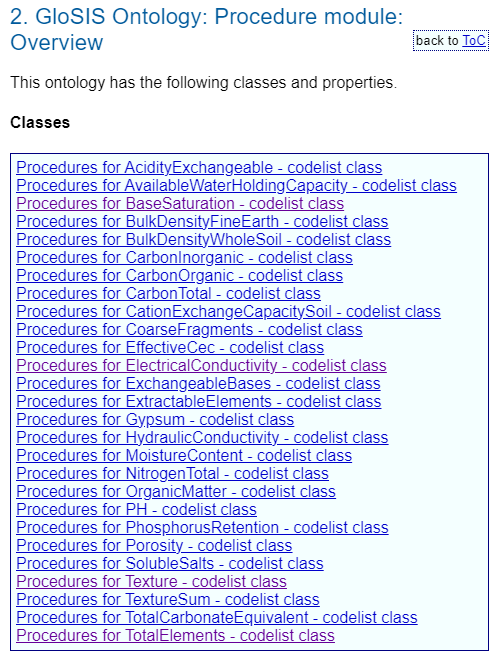 2. GloSIS Ontology: Procedure module:
Overview
back to ToC
This ontology has the following classes and properties.
Classes
Procedures for AcidityExchangeable - codelist class
Procedures for AvailableWaterHoldingCapacity - codelist class
Procedures for BaseSaturation - codelist class
Procedures for BulkDensityFineEarth - codelist class
Procedures for BulkDensityWholeSoil - codelist class
Procedures for CarbonInorganic - codelist class
Procedures for CarbonOrganic - codelist class
Procedures for CarbonTotal - codelist class
Procedures for CationExchangeCapacitySoil - codelist class
Procedures for CoarseFragments - codelist class
Procedures for EffectiveCec - codelist class
Procedures for ElectricalConductivity - codelist class
Procedures for ExchangeableBases - codelist class
Procedures for ExtractableElements - codelist class
Procedures for Gypsum - codelist class
Procedures for HydraulicConductivity - codelist class
Procedures for MoistureContent - codelist class
Procedures for NitrogenTotal - codelist class
Procedures for OrganicMatter - codelist class
Procedures for PH - codelist class
Procedures for PhosphorusRetention - codelist class
Procedures for Porosity - codelist class
Procedures for SolubleSalts - codelist class
Procedures for Texture - codelist class
Procedures for TextureSum - codelist class
Procedures for TotalCarbonateEquivalent - codelist class
Procedures for TotalElements - codelist class